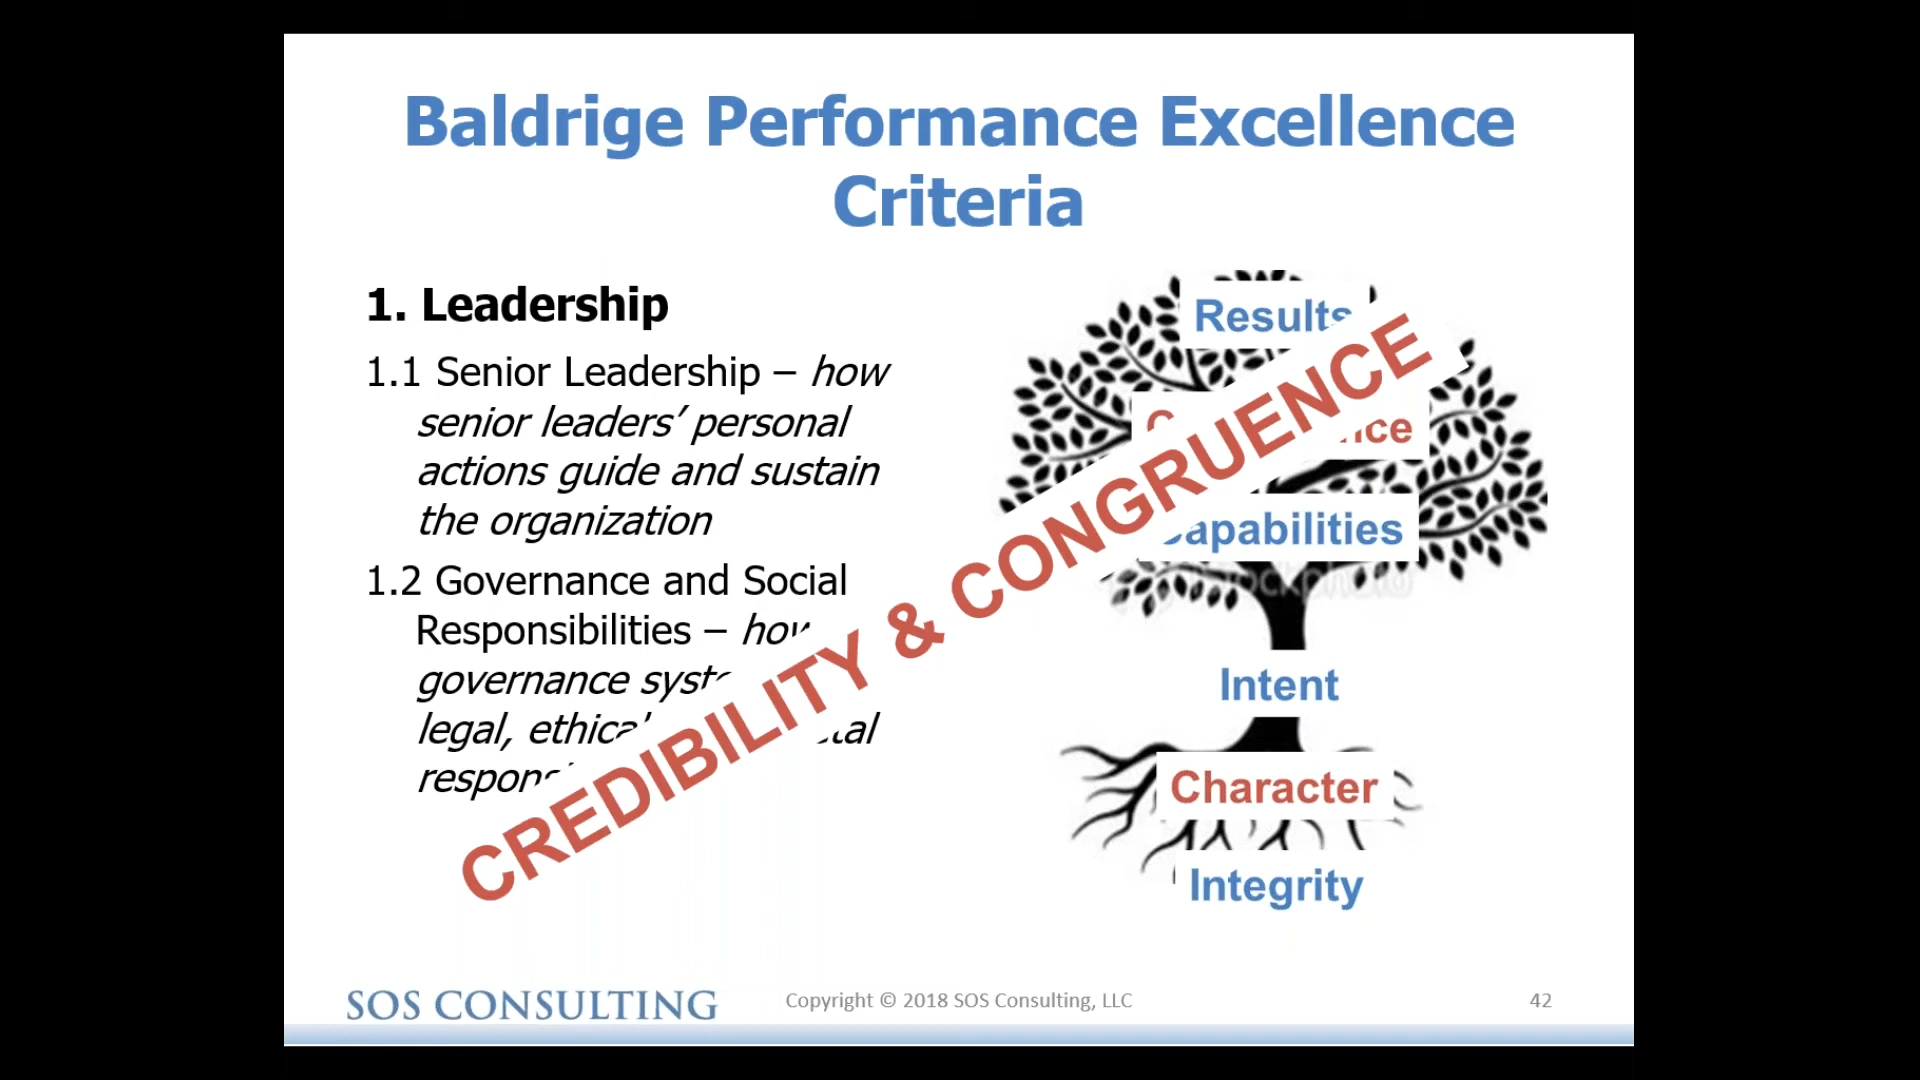 Baldrige Performance Excellence
Criteria
1. Leadership
1.1 Senior Leadership – how
senior leaders’ personal
actions guide and sustain
the organization
1.2 Governance and Social
Responsibilities – how
governance
legal,
CREDIBILITY & CONGRUENCE
Results
Capabilities
Intent
Character
Integrity
SOS CONSULTING
Copyright © 2018 SOS Consulting, LLC
42